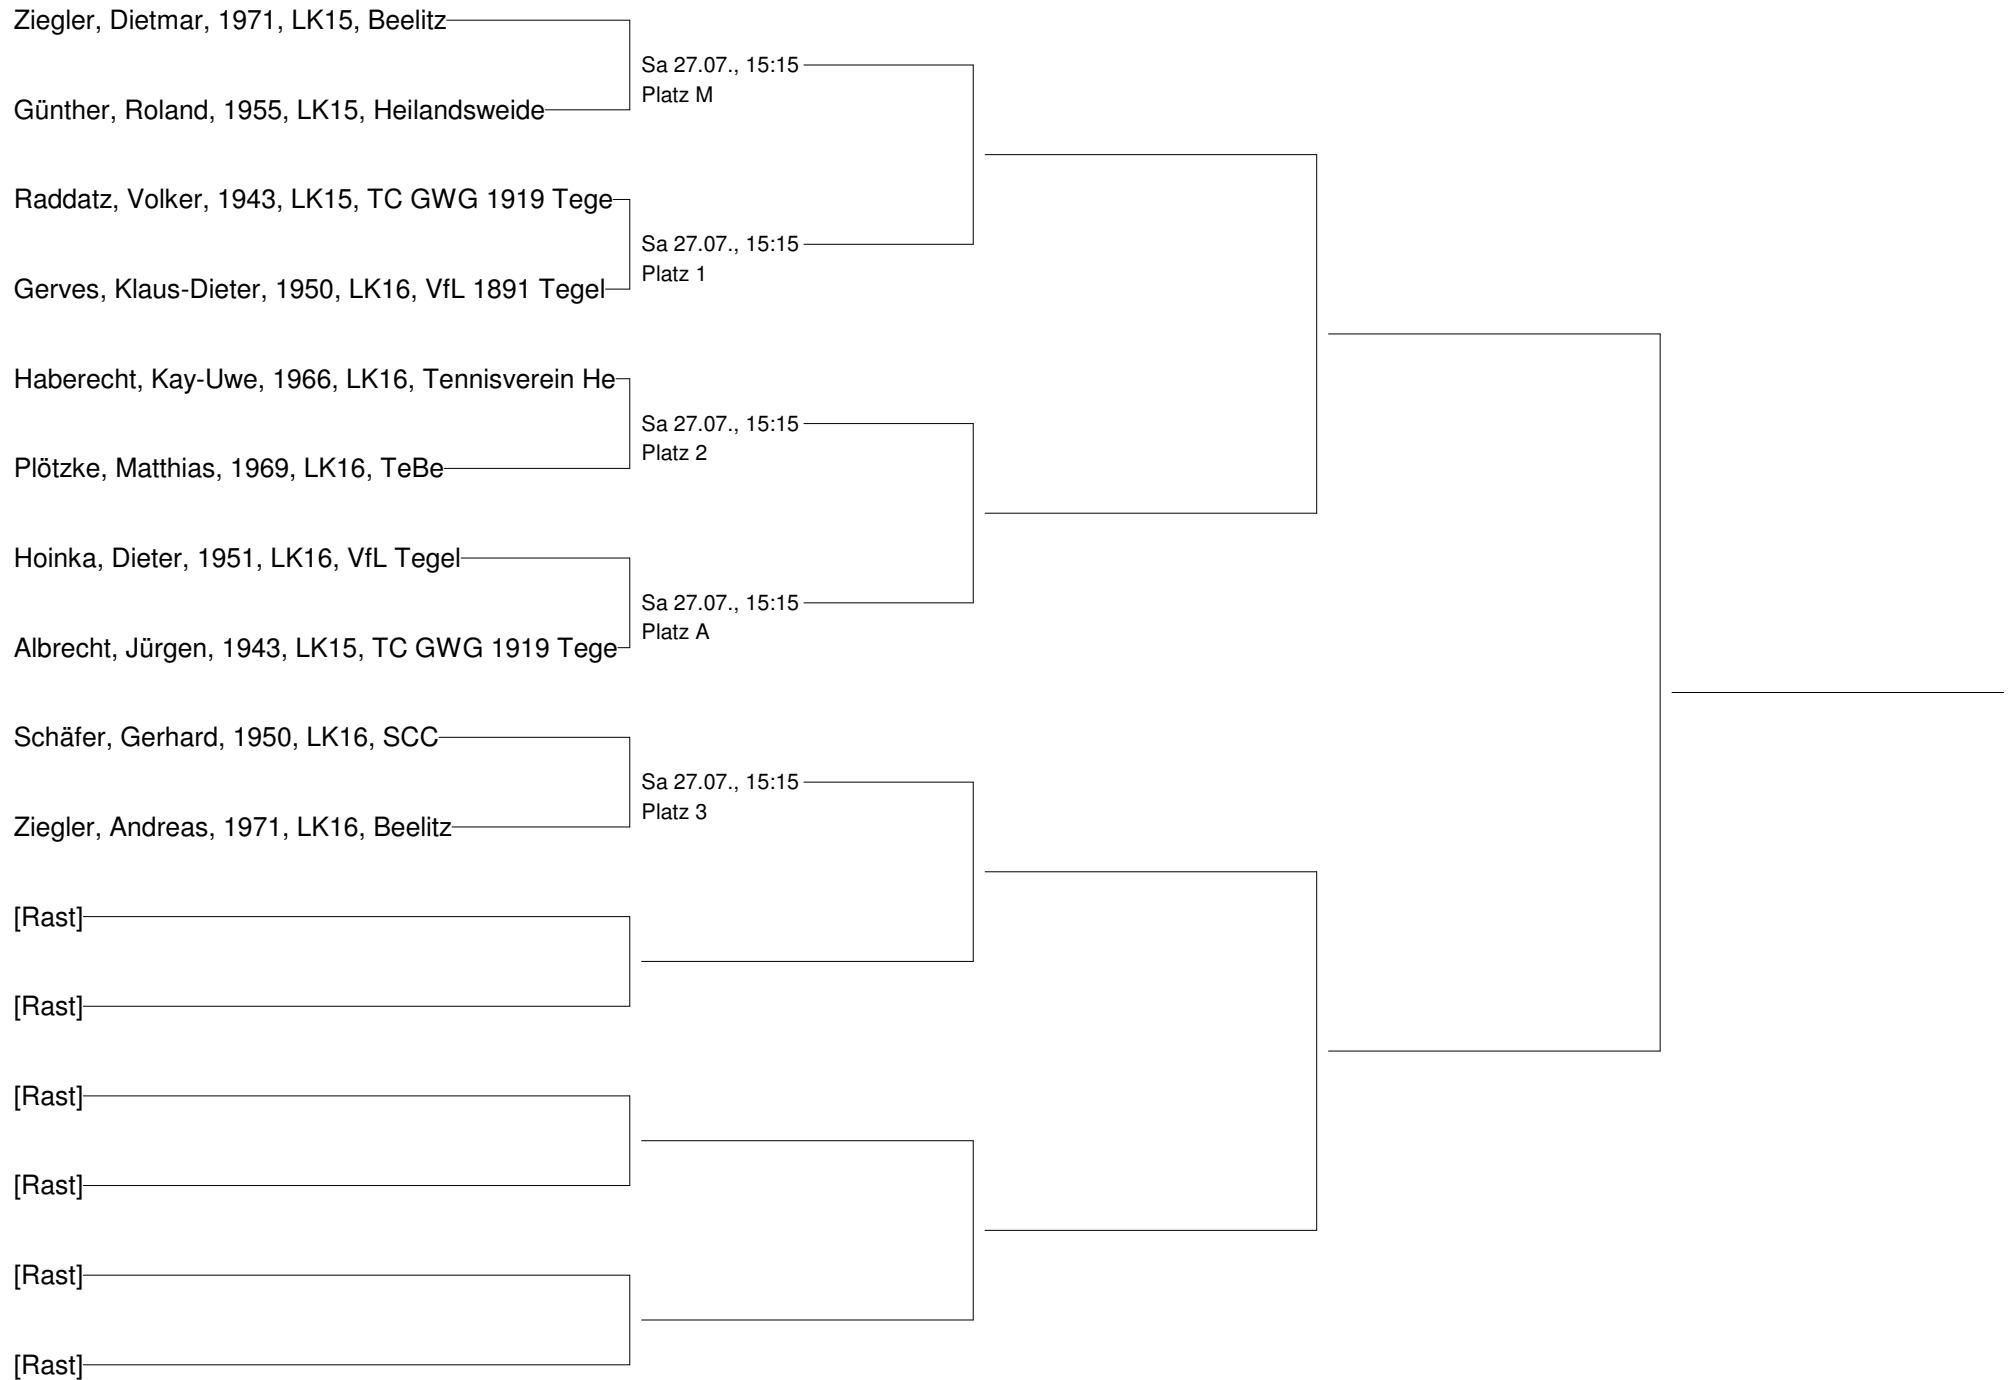 Ziegler, Dietmar, 1971, LK15, Beelitz
Sa 27.07., 15:15
Platz M
Günther, Roland, 1955, LK15, Heilandsweide
Raddatz, Volker, 1943, LK15, TC GWG 1919 Tege
Sa 27.07., 15:15
Platz 1
Gerves, Klaus-Dieter, 1950, LK16, VfL 1891 Tegel
Haberecht, Kay-Uwe, 1966, LK16, Tennisverein He
Sa 27.07., 15:15
Platz 2
Plötzke, Matthias, 1969, LK16, TeBe
Hoinka, Dieter, 1951, LK16, VfL Tegel
Sa 27.07., 15:15
Platz A
Albrecht, Jürgen, 1943, LK15, TC GWG 1919 Tege
Schäfer, Gerhard, 1950, LK16, SCC
Sa 27.07., 15:15
Platz 3
Ziegler, Andreas, 1971, LK16, Beelitz
[Rast]
[Rast]
[Rast]
[Rast]
[Rast]
[Rast]